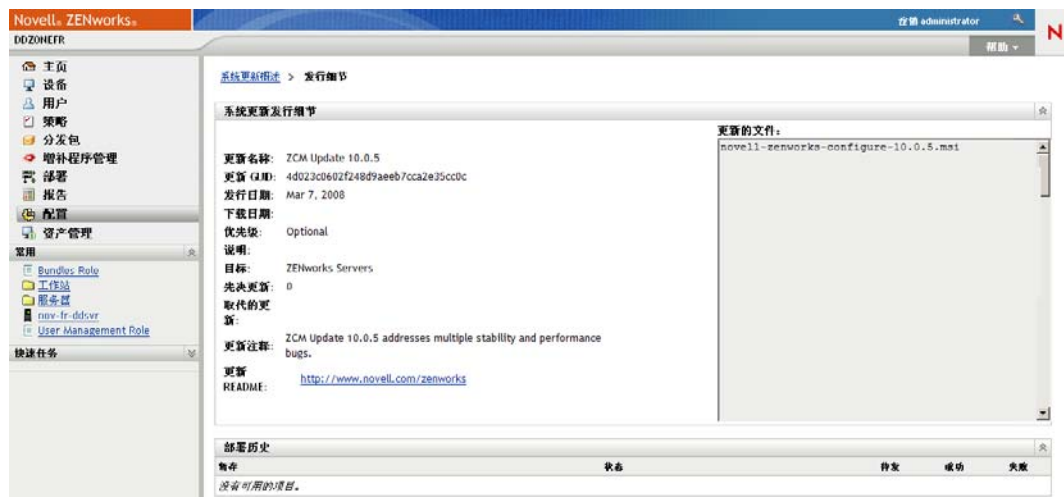 Novell® ZENworks®
注销 administrator
N
DDZONEFR
帮助
主页
设备
用户
策略
分发包
增补程序管理
部署
报告
配置
资产管理
常用
Bundles Role
工作站
服务器
nov-fr-ddsvr
User Management Role
快速任务
系统更新概述 > 发行细节
系统更新发行细节
更新名称: ZCM Update 10.0.5
更新 GUID: 4d023c0602f248d9aeeb7cca2e35cc0c
发行日期: Mar 7, 2008
下载日期:
优先级: Optional
说明:
目标: ZENworks Servers
先决更新: 0
取代的更
新:
更新注释: ZCM Update 10.0.5 addresses multiple stability and performance
bugs.
更新
README: http://www.novell.com/zenworks
更新的文件:
novell-zenworks-configure-10.0.5.msi
部署历史
暂存 状态 待发 成功 失败
没有可用的项目。